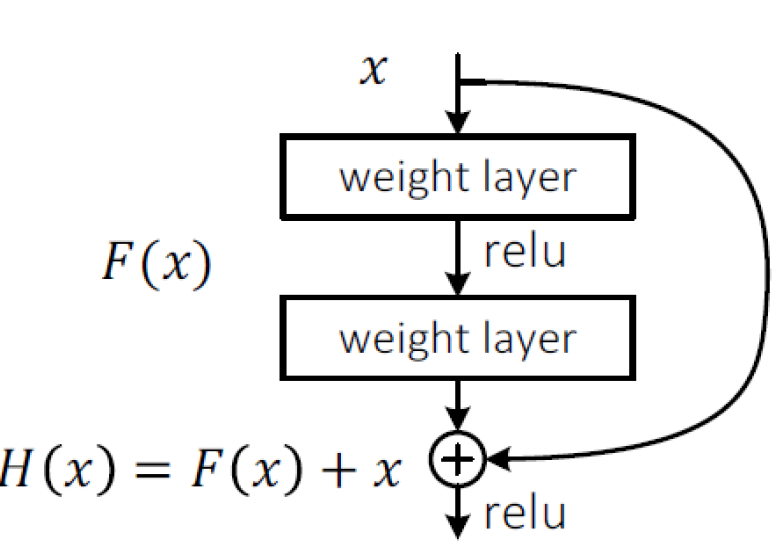 x
weight layer
relu
F(x)
weight layer
H(x) = F(x) + x
relu